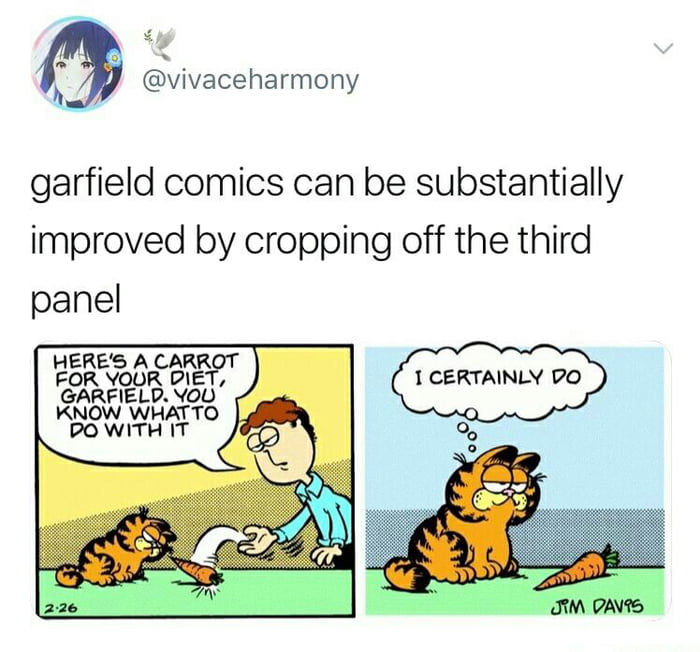 @vivaceharmony
garfield comics can be substantially
improved by cropping off the third
panel
HERE'S A CARROT
FOR YOUR DIET,
GARFIELD. YOU
KNOW WHAT TO
DO WITH IT
2-26
I CERTAINLY DO
JIM DAVIS